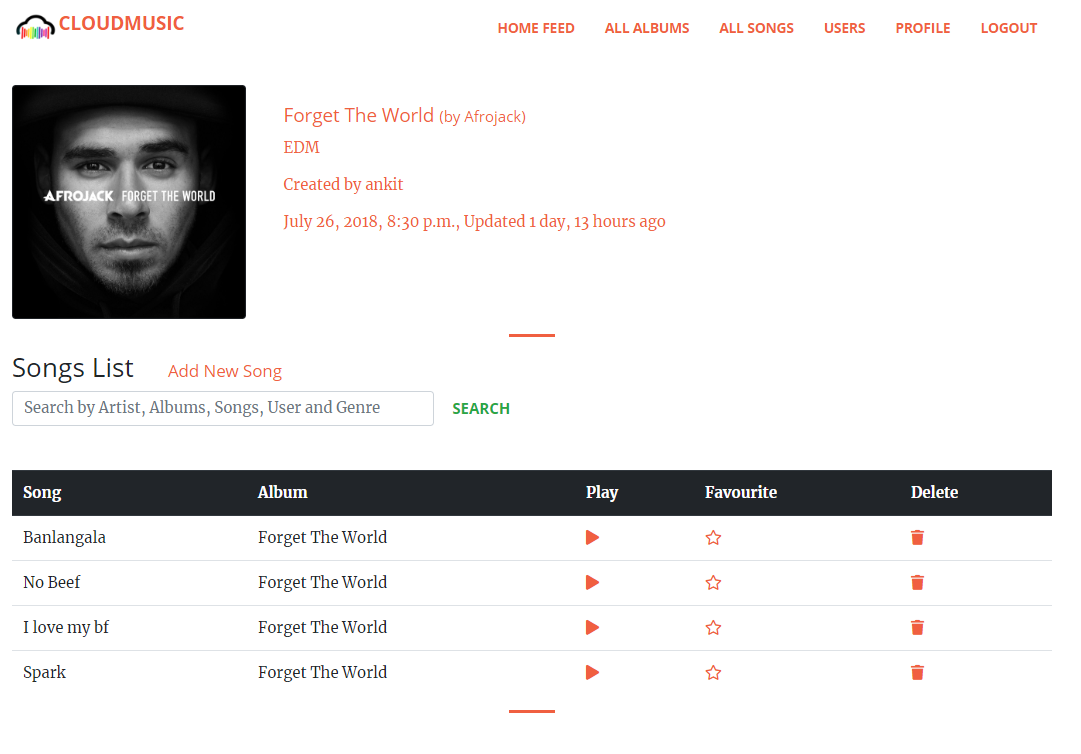 CLOUDMUSIC HOME FEED ALL ALBUMS ALL SONGS USERS PROFILE LOGOUT
AFROJACK FORGET THE WORLD
Forget The World (by Afrojack)
EDM
Created by ankit
July 26, 2018, 8:30 p.m., Updated 1 day, 13 hours ago
Songs List Add New Song
Search by Artist, Albums, Songs, User and Genre SEARCH
Song Album Play Favourite Delete
Banlangala Forget The World
No Beef Forget The World
I love my bf Forget The World
Spark Forget The World